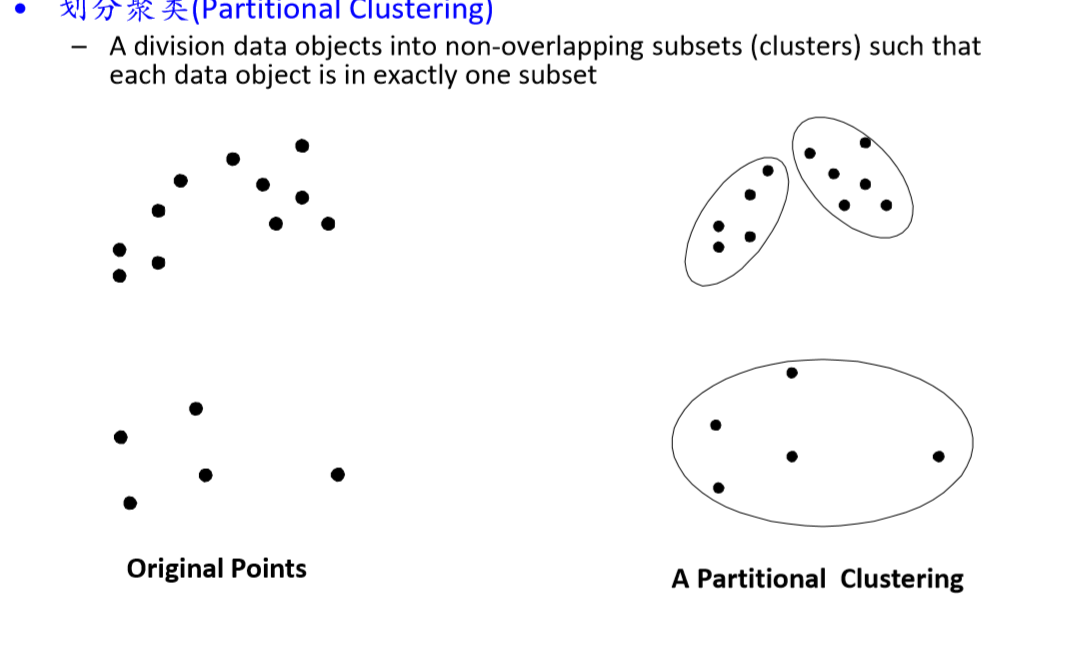 • 划分聚类(Partitional Clustering)
– A division data objects into non-overlapping subsets (clusters) such that
each data object is in exactly one subset
Original Points
A Partitional Clustering